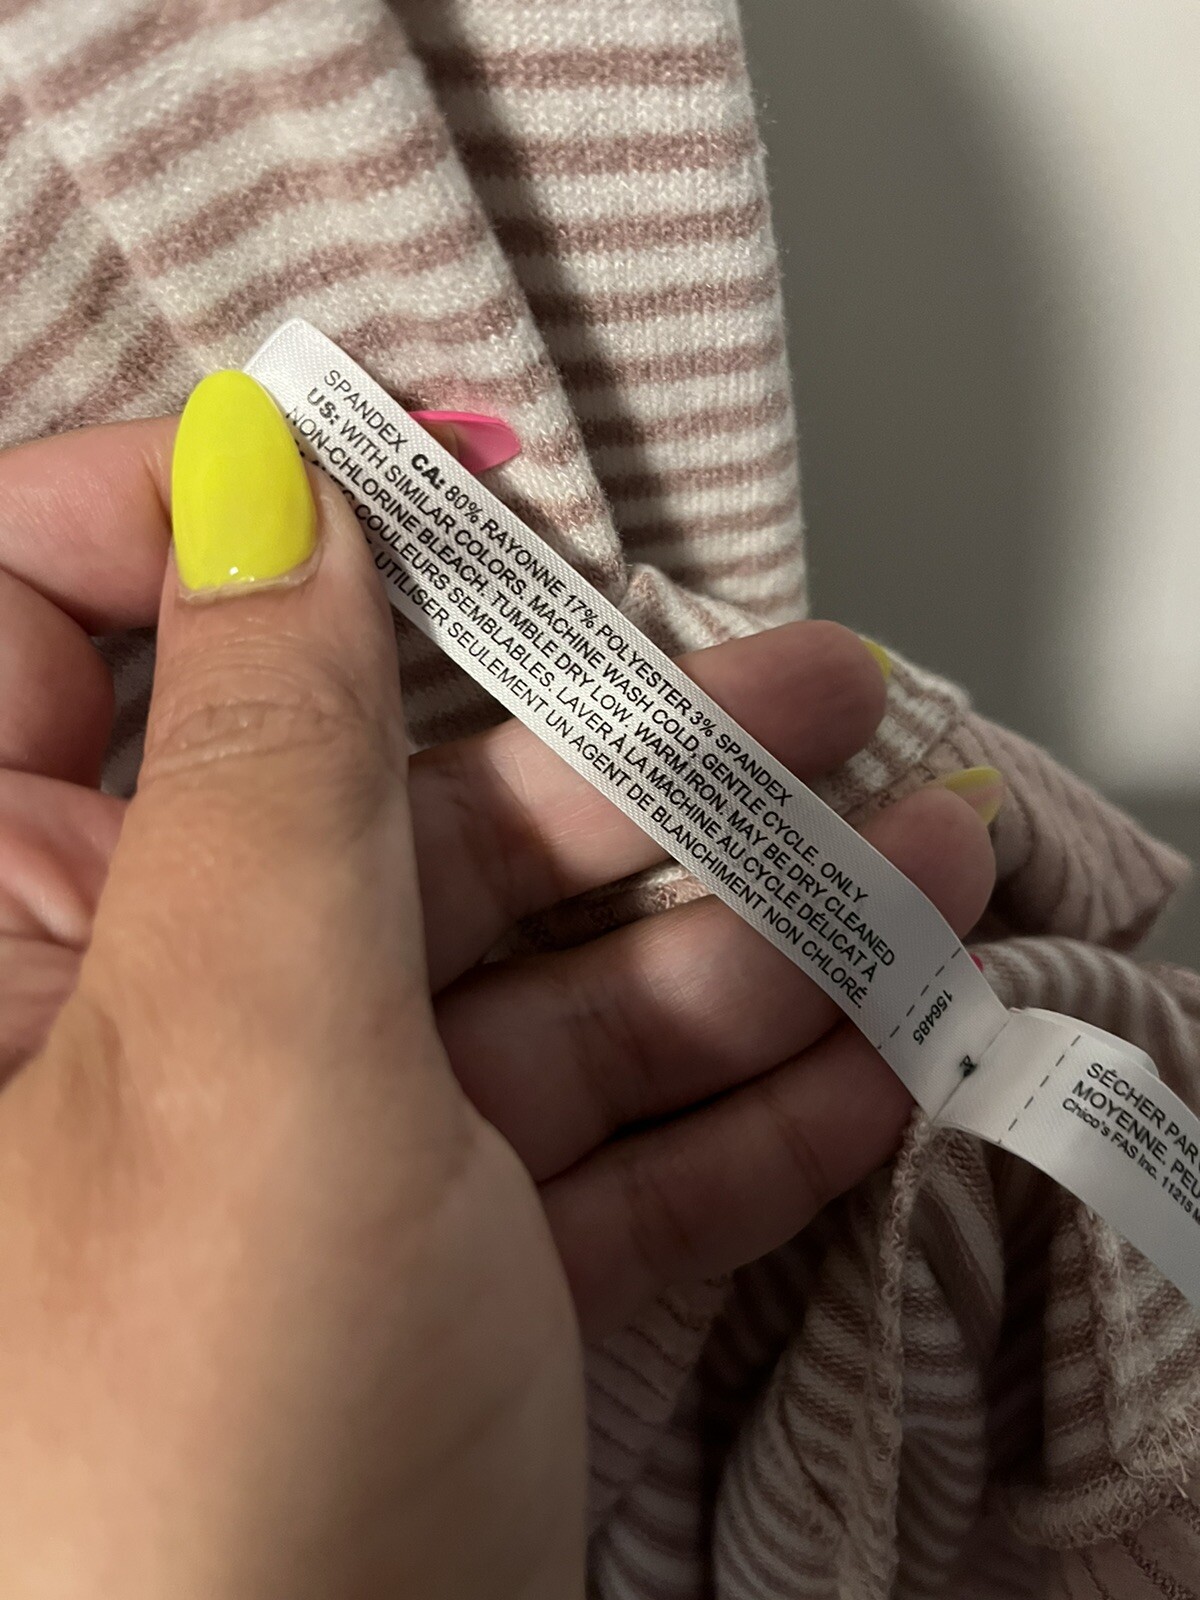 SPANDEX CA: 80% RAYONNE 17% POLYESTER 3% SPANDEX
US: WITH SIMILAR COLORS. MACHINE WASH COLD, GENTLE CYCLE. ONLY
NON-CHLORINE BLEACH. TUMBLE DRY LOW. WARM IRON. MAY BE DRY CLEANED
COULEURS SEMBLABLES. LAVER À LA MACHINE AU CYCLE DÉLICAT À
UTILISER SEULEMENT UN AGENT DE BLANCHIMENT NON CHLORÉ.
156485
SÉCHER PAR
MOYENNE. PEU
Chico's FAS Inc. 11215 M